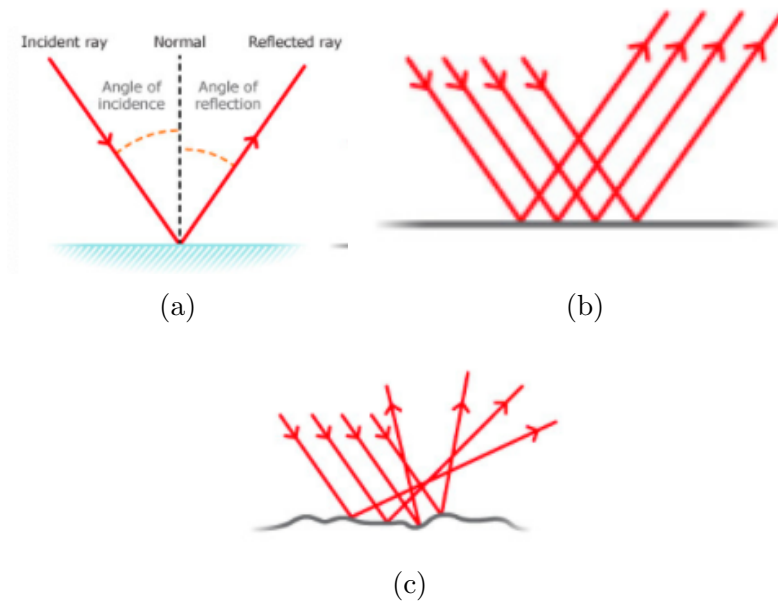 Incident ray Normal Reflected ray
Angle of incidence
Angle of reflection
(a)
(b)
(c)